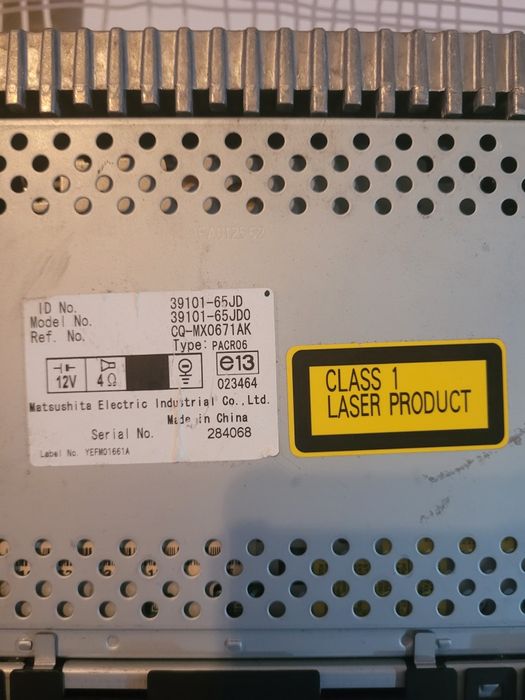 ID No. 39101-65JD
Model No. 39101-65JD0
Ref. No. CQ-MX0671AK
Type: PACR06
12V 4Ω e13
023464
Matsushita Electric Industrial Co.,Ltd.
Made in China
Serial No. 284068
Label No. YEFM01661A
CLASS 1
LASER PRODUCT